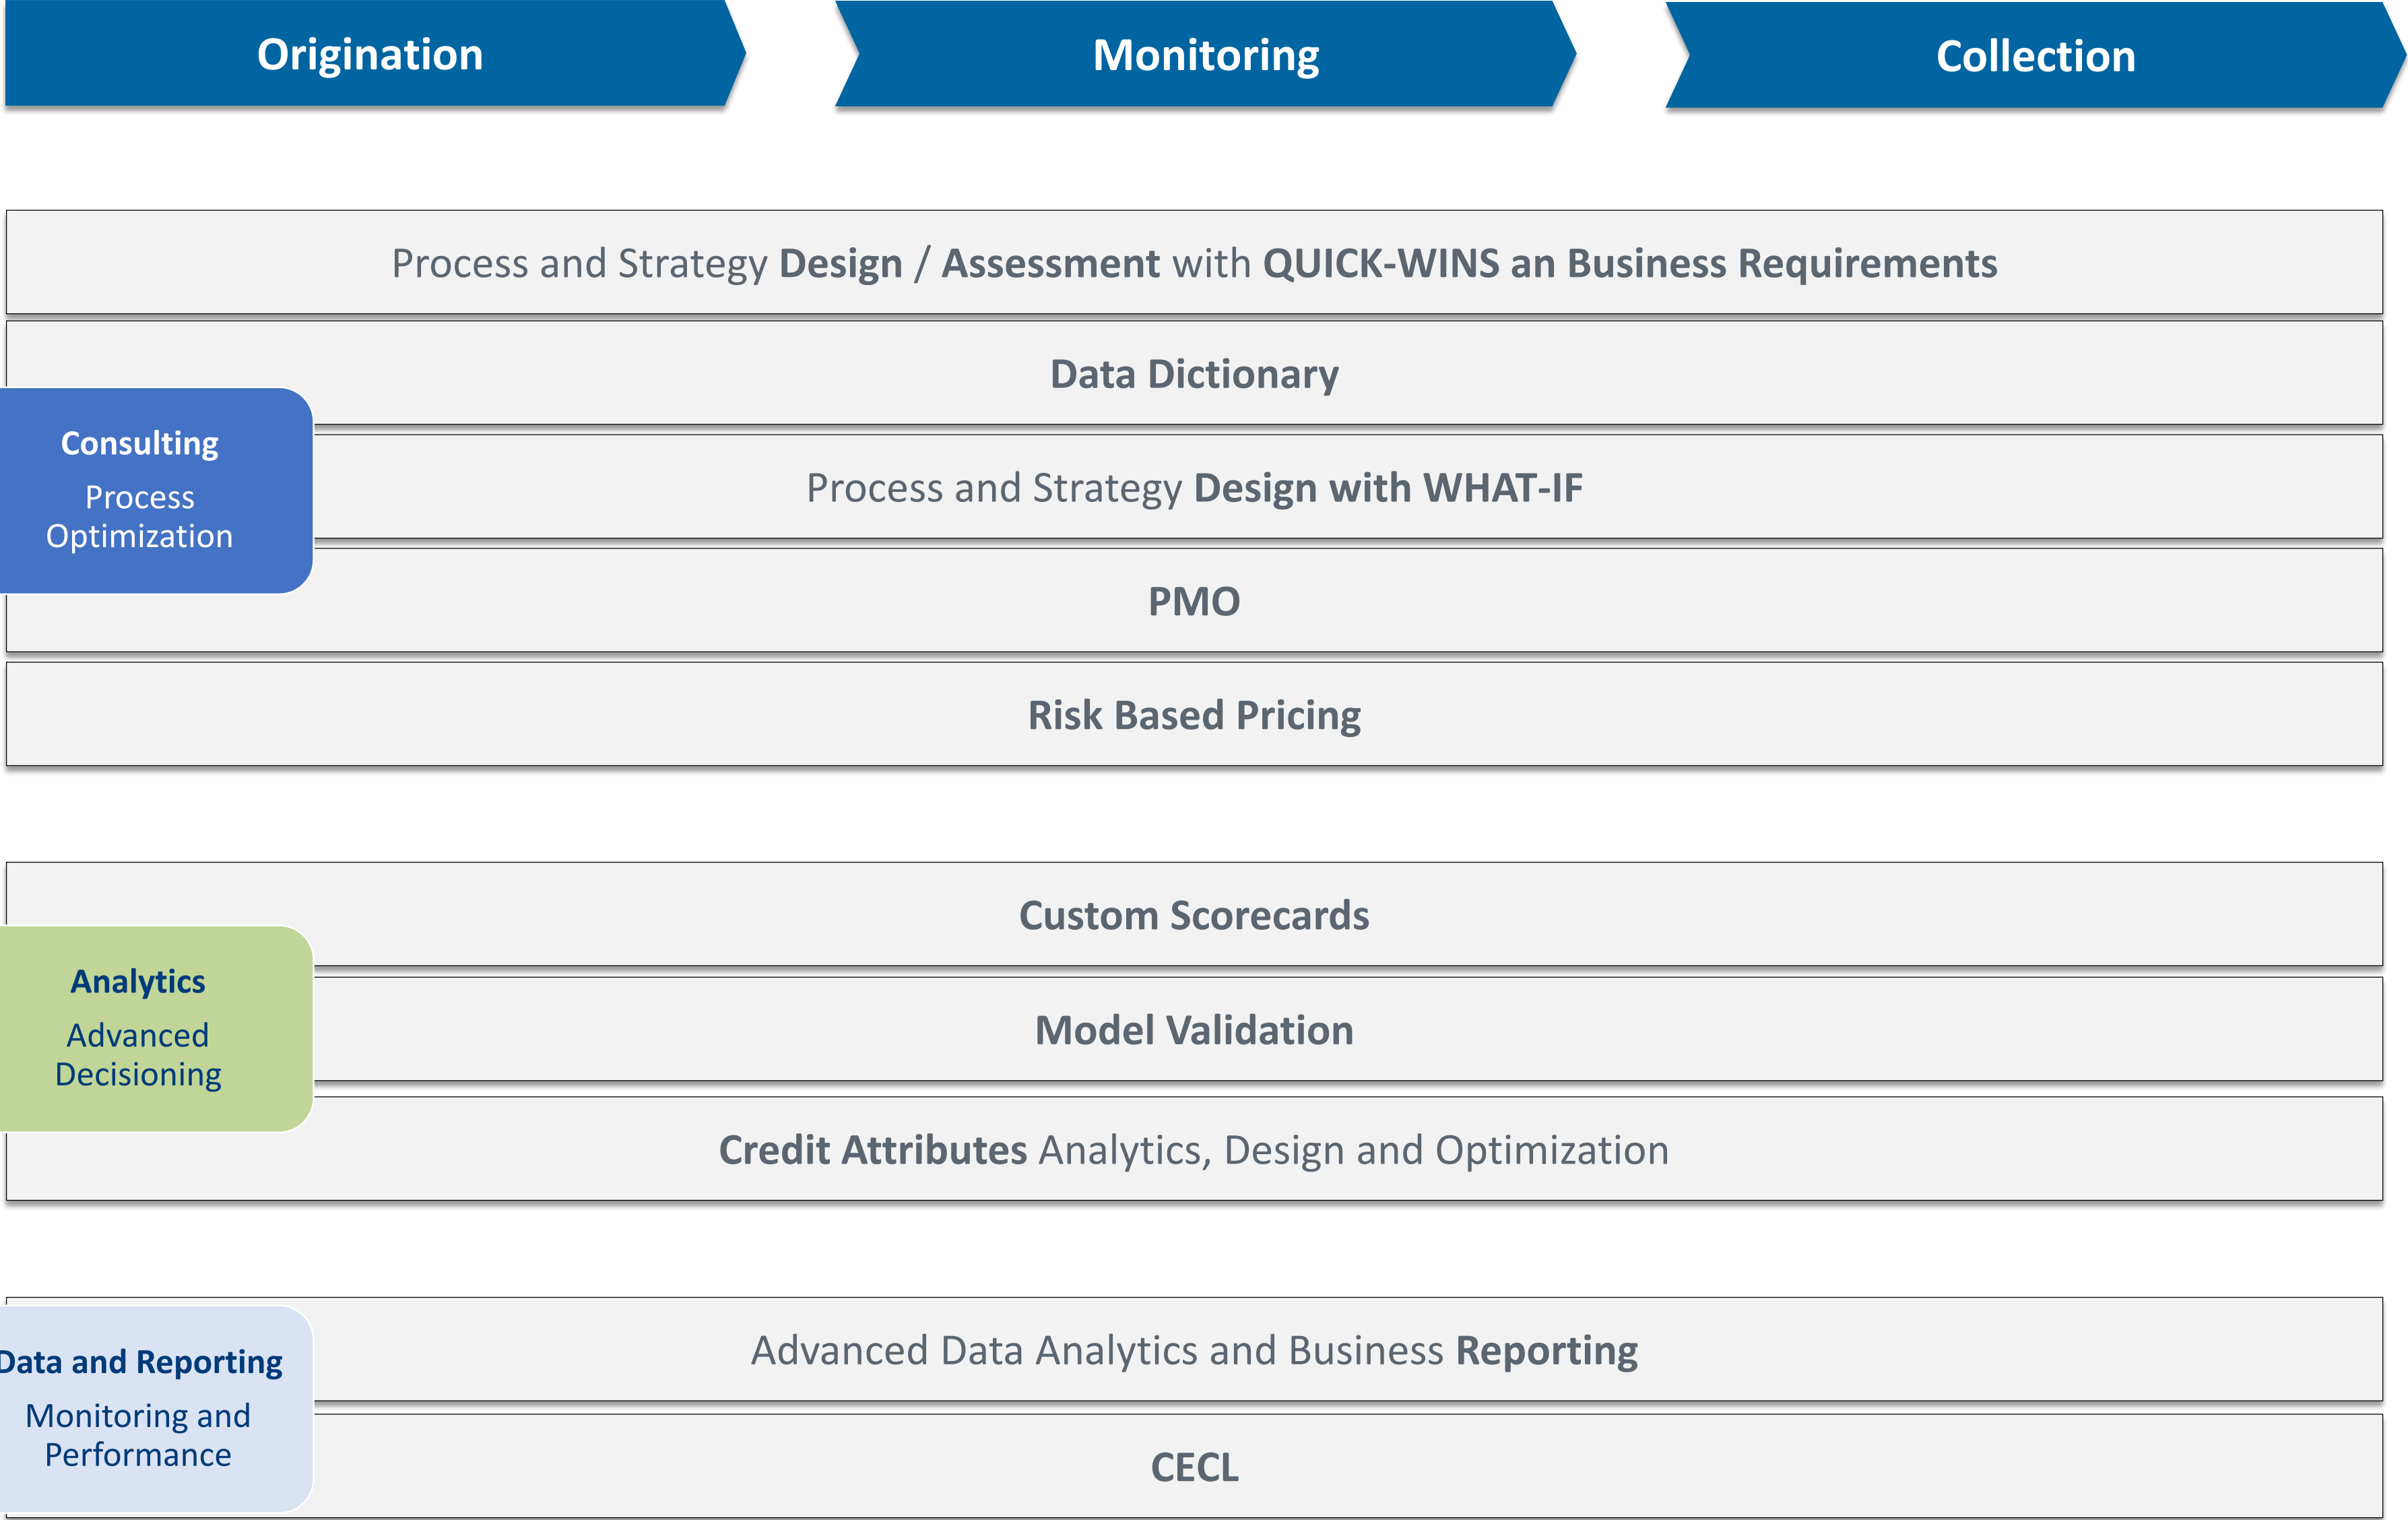 Origination
Monitoring
Collection
Process and Strategy Design / Assessment with QUICK-WINS an Business Requirements
Data Dictionary
Consulting
Process
Optimization
Process and Strategy Design with WHAT-IF
PMO
Risk Based Pricing
Custom Scorecards
Analytics
Advanced
Decisioning
Model Validation
Credit Attributes Analytics, Design and Optimization
Data and Reporting
Monitoring and
Performance
Advanced Data Analytics and Business Reporting
CECL